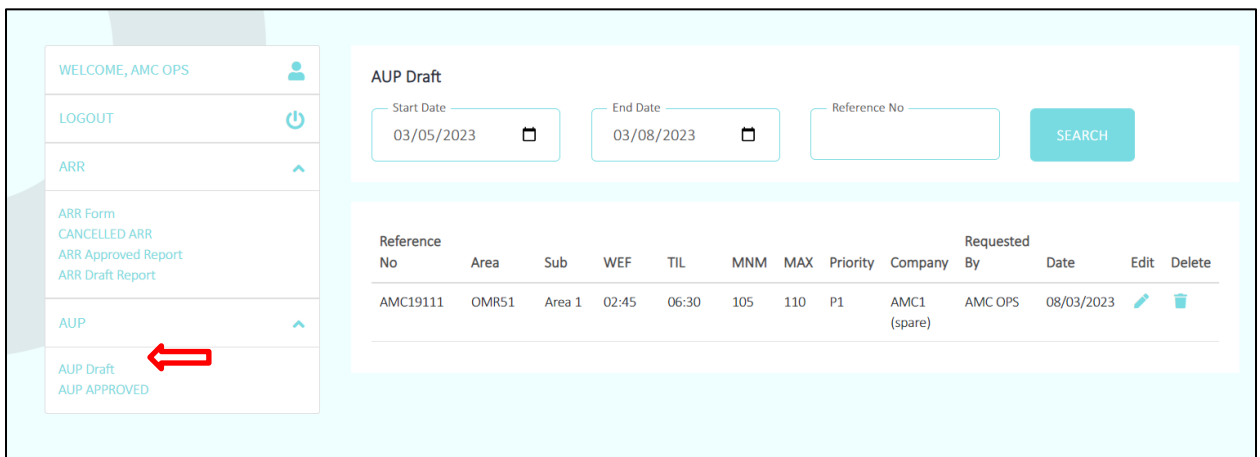 WELCOME, AMC OPS
LOGOUT
ARR
ARR Form
CANCELLED ARR
ARR Approved Report
ARR Draft Report
AUP
AUP Draft
AUP APPROVED
AUP Draft
Start Date
03/05/2023
End Date
03/08/2023
Reference No
SEARCH
Reference No Area Sub WEF TIL MNM MAX Priority Company Requested By Date Edit Delete
AMC19111 OMR51 Area 1 02:45 06:30 105 110 P1 AMC1 (spare) AMC OPS 08/03/2023